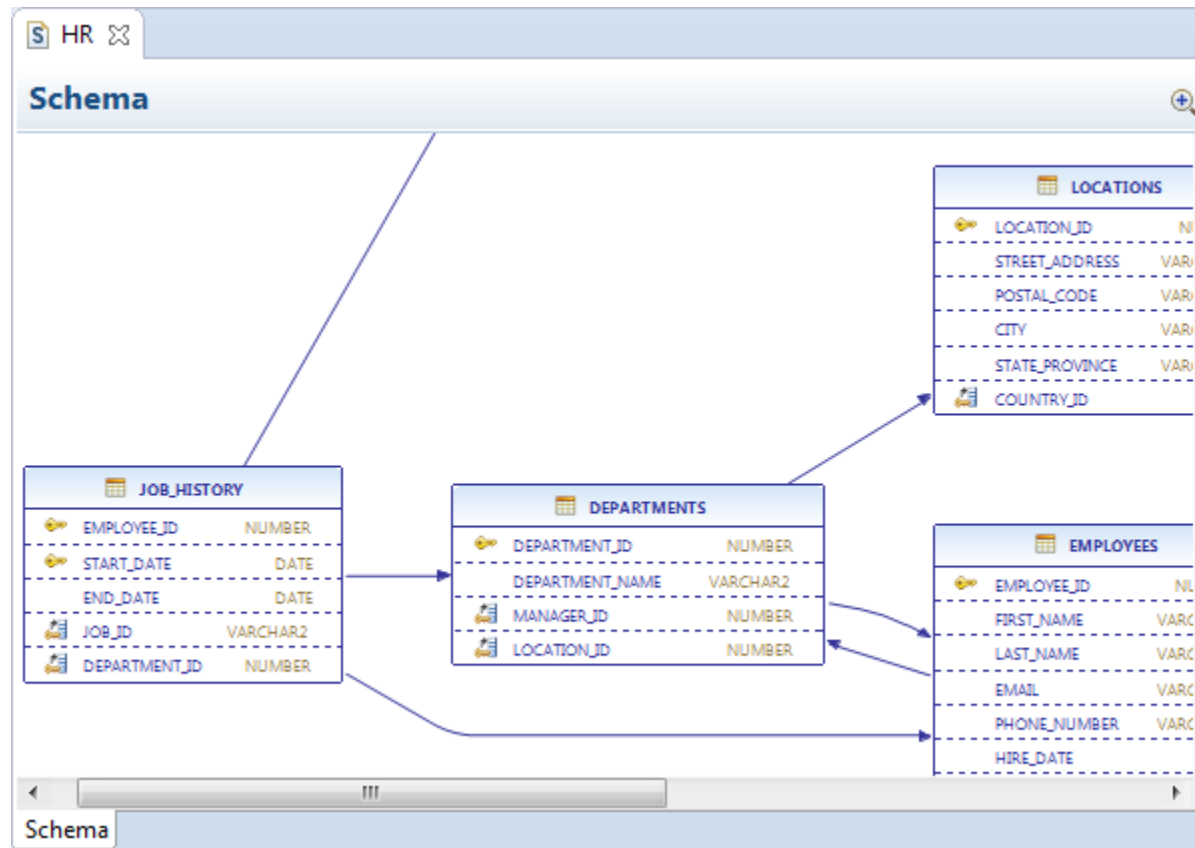 HR
Schema
LOCATIONS
LOCATION_ID
STREET_ADDRESS
POSTAL_CODE
CITY
STATE_PROVINCE
COUNTRY_ID
JOB_HISTORY
EMPLOYEE_ID NUMBER
START_DATE DATE
END_DATE DATE
JOB_ID VARCHAR2
DEPARTMENT_ID NUMBER
DEPARTMENTS
DEPARTMENT_ID NUMBER
DEPARTMENT_NAME VARCHAR2
MANAGER_ID NUMBER
LOCATION_ID NUMBER
EMPLOYEES
EMPLOYEE_ID
FIRST_NAME
LAST_NAME
EMAIL
PHONE_NUMBER
HIRE_DATE
Schema